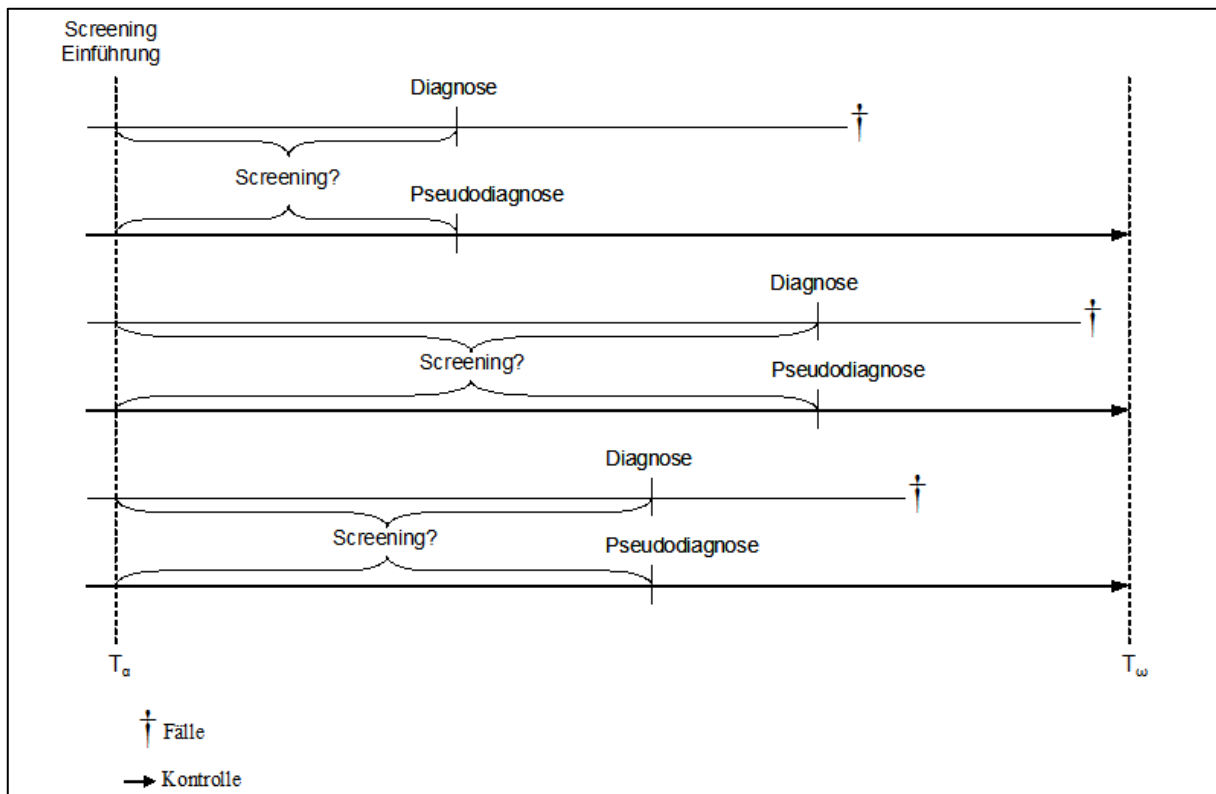 Screening
Einführung
Diagnose
†
Screening?
Pseudodiagnose
Diagnose
†
Screening?
Pseudodiagnose
Diagnose
†
Screening?
Pseudodiagnose
Tα
Tω
† Fälle
Kontrolle